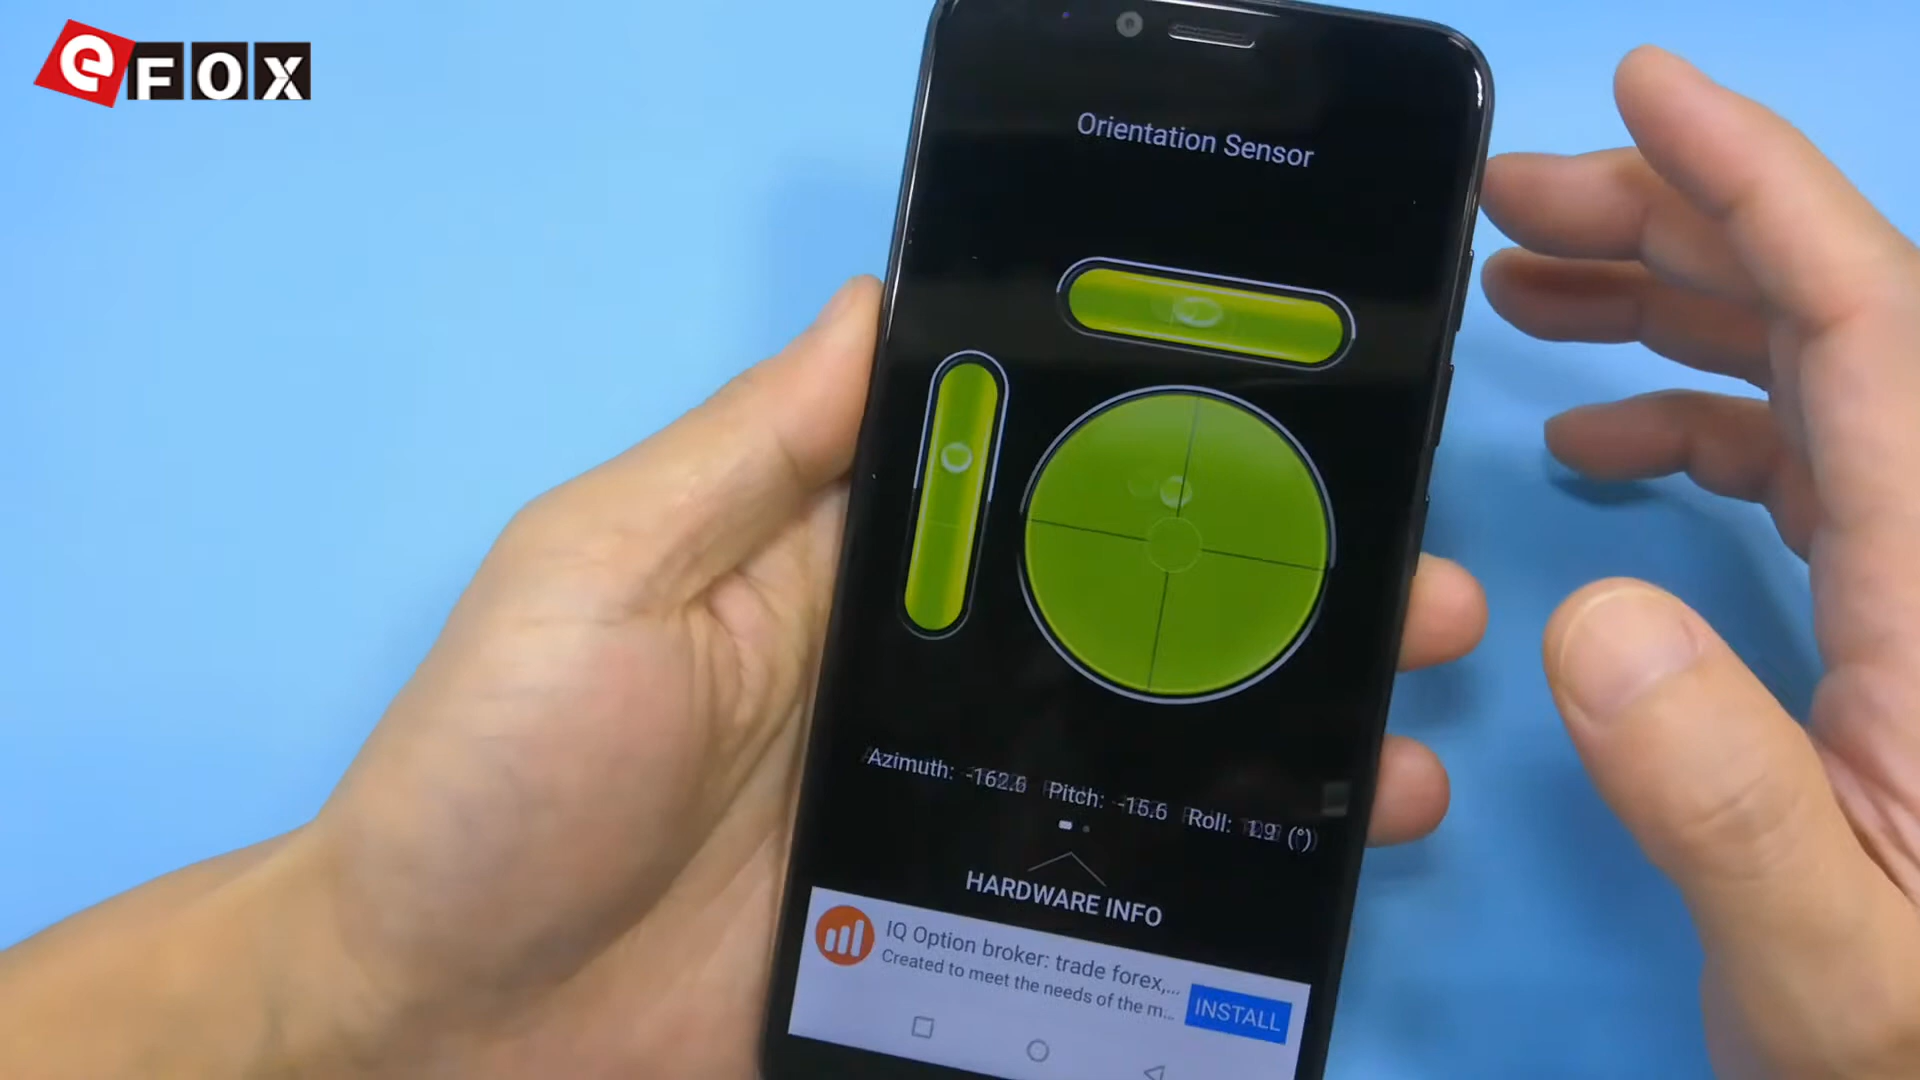 eFOX
Orientation Sensor
Azimuth: -162.6 Pitch: -15.6 Roll: 1.9 (°)
HARDWARE INFO
IQ Option broker: trade forex,...
Created to meet the needs of the m...
INSTALL